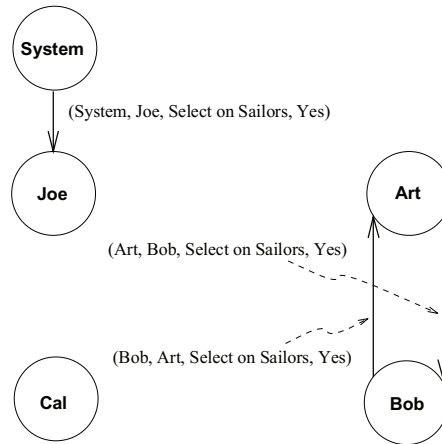 System
(System, Joe, Select on Sailors, Yes)
Joe
Art
(Art, Bob, Select on Sailors, Yes)
(Bob, Art, Select on Sailors, Yes)
Cal
Bob